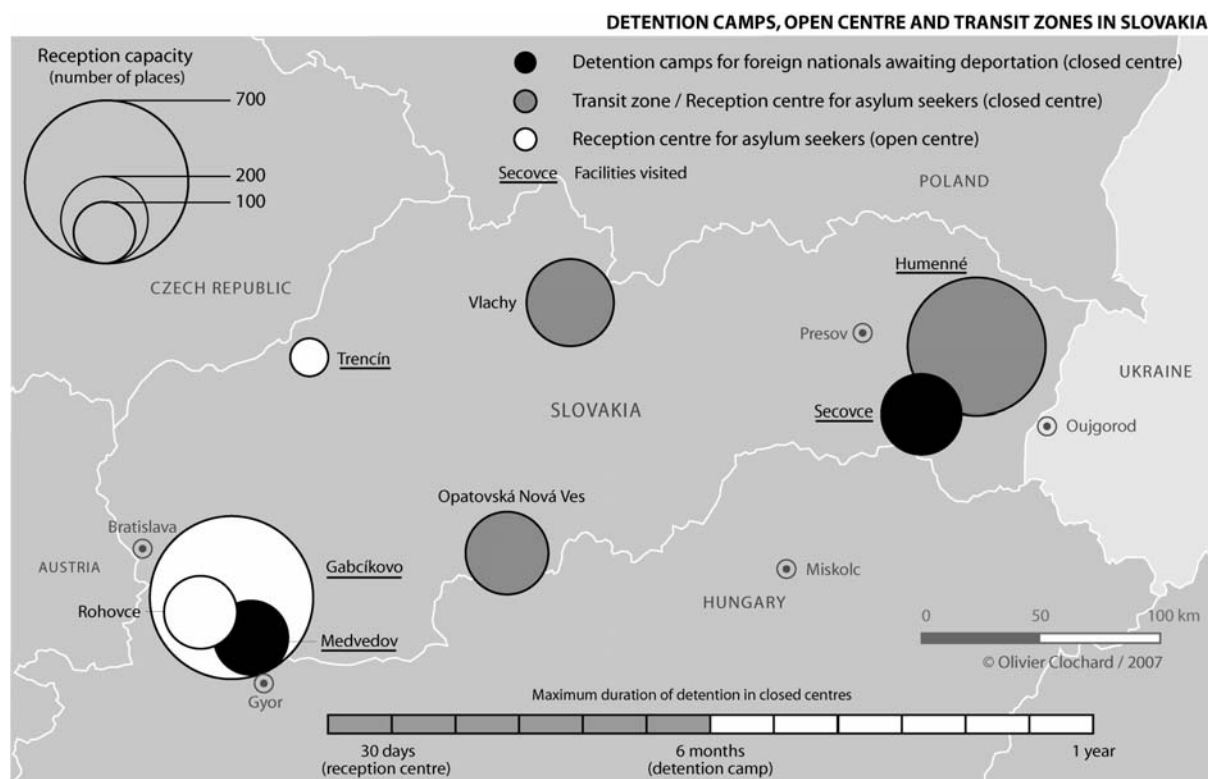 DETENTION CAMPS, OPEN CENTRE AND TRANSIT ZONES IN SLOVAKIA
Reception capacity
(number of places)
700
200
100
Detention camps for foreign nationals awaiting deportation (closed centre)
Transit zone / Reception centre for asylum seekers (closed centre)
Reception centre for asylum seekers (open centre)
Secovce Facilities visited
POLAND
CZECH REPUBLIC
Humenné
Vlachy
Presov
Trencín
UKRAINE
SLOVAKIA
Secovce
Oujgorod
Opatovská Nová Ves
Bratislava
AUSTRIA
Gabcíkovo
Miskolc
HUNGARY
Rohovce
Medvedov
Gyor
0 50 100 km
© Olivier Clochard / 2007
Maximum duration of detention in closed centres
30 days
(reception centre)
6 months
(detention camp)
1 year